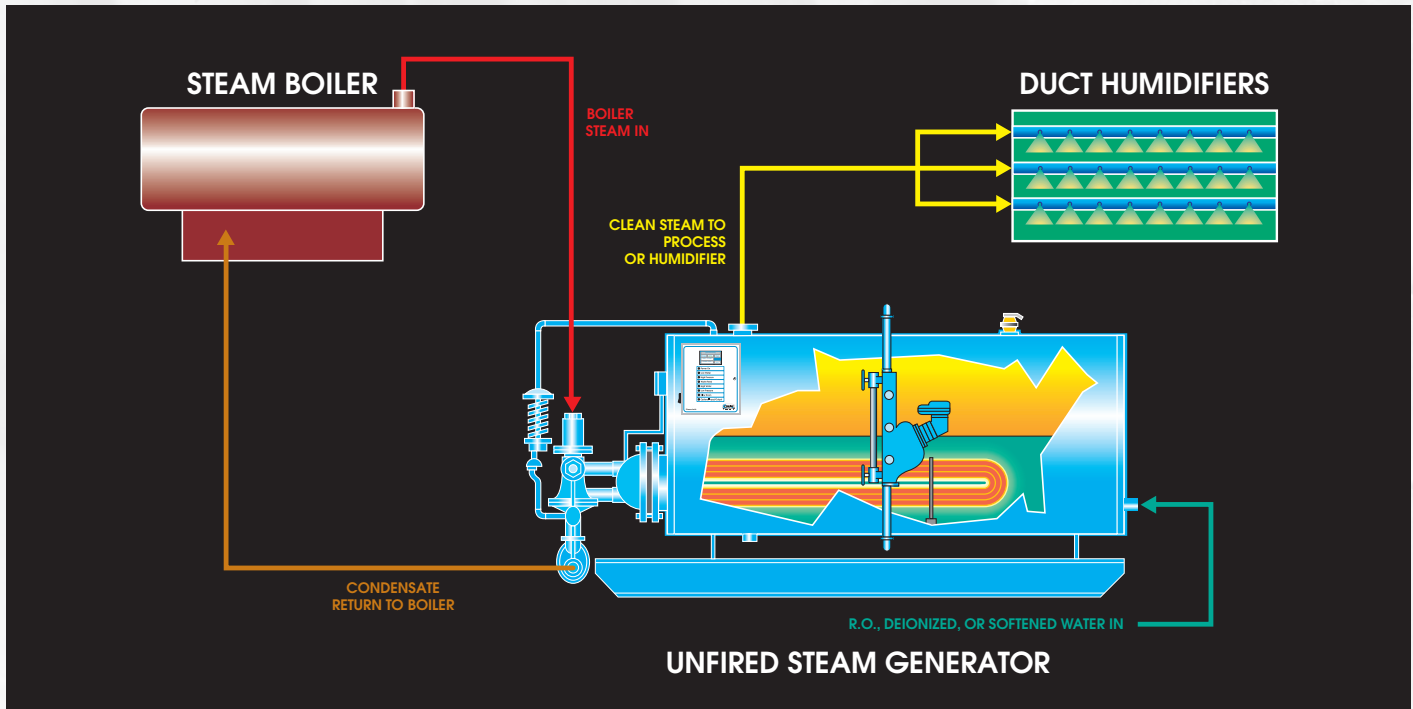 STEAM BOILER
DUCT HUMIDIFIERS
BOILER
STEAM IN
CLEAN STEAM TO
PROCESS
OR HUMIDIFIER
CONDENSATE
RETURN TO BOILER
R.O., DEIONIZED, OR SOFTENED WATER IN
UNFIRED STEAM GENERATOR